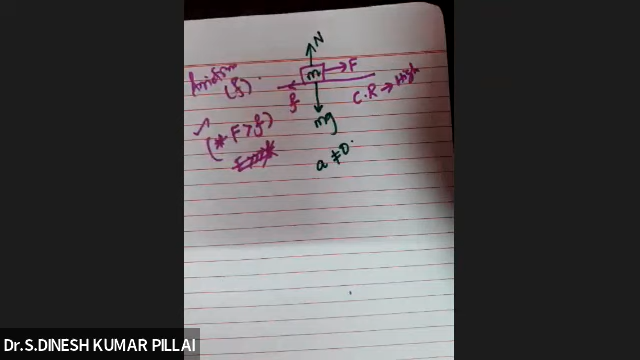 N
m
F
friction
(f).
f
C.R → High
mg
(* F > f)
a ≠ 0.
Dr.S.DINESH KUMAR PILLAI